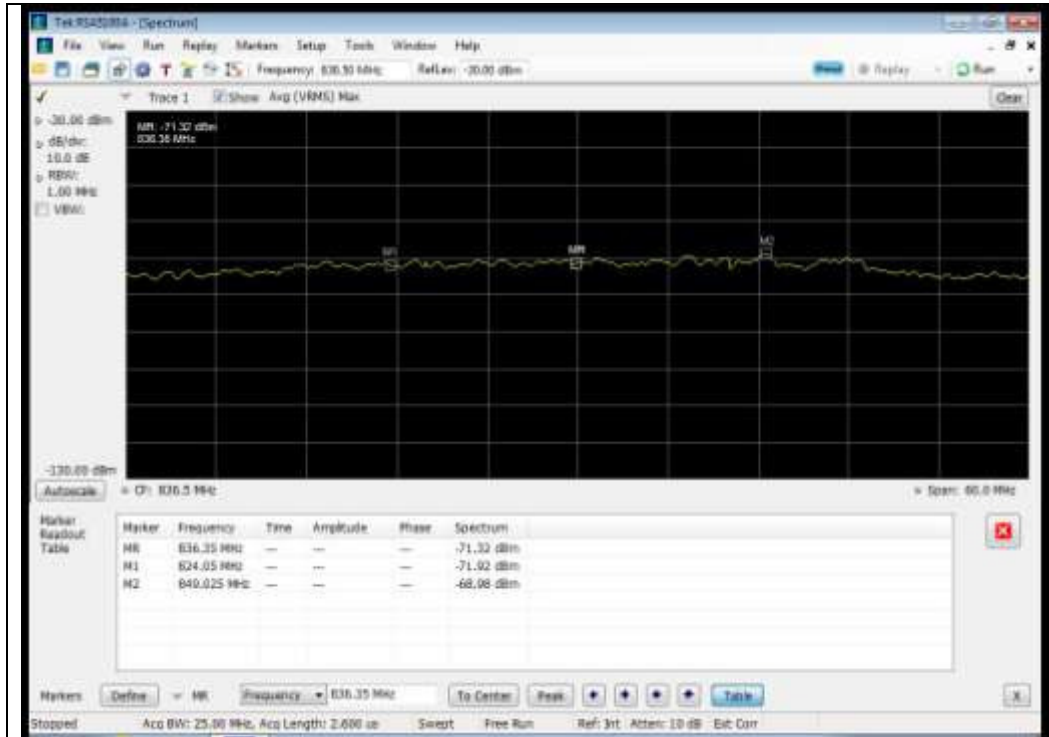 Tek RSA5100A - [Spectrum]
File View Run Replay Markers Setup Tools Window Help
Frequency: 836.50 MHz RefLev: -30.00 dBm Replay Run
Trace 1 Show Avg (VRMS) Max Clear
-30.00 dBm
dB/div:
10.0 dB
RBW:
1.00 MHz
VBW:
MR: -71.32 dBm
836.35 MHz
M1 MR M2
-130.00 dBm
Autoscale CF: 836.5 MHz Span: 60.0 MHz
Marker Readout Table
Marker Frequency Time Amplitude Phase Spectrum
MR 836.35 MHz --- --- --- -71.32 dBm
M1 824.05 MHz --- --- --- -71.92 dBm
M2 849.025 MHz --- --- --- -68.98 dBm
Markers Define MR Frequency 836.35 MHz To Center Peak Table X
Stopped Acq BW: 25.00 MHz, Acq Length: 2.600 us Swept Free Run Ref: Int Atten: 10 dB Ext Corr